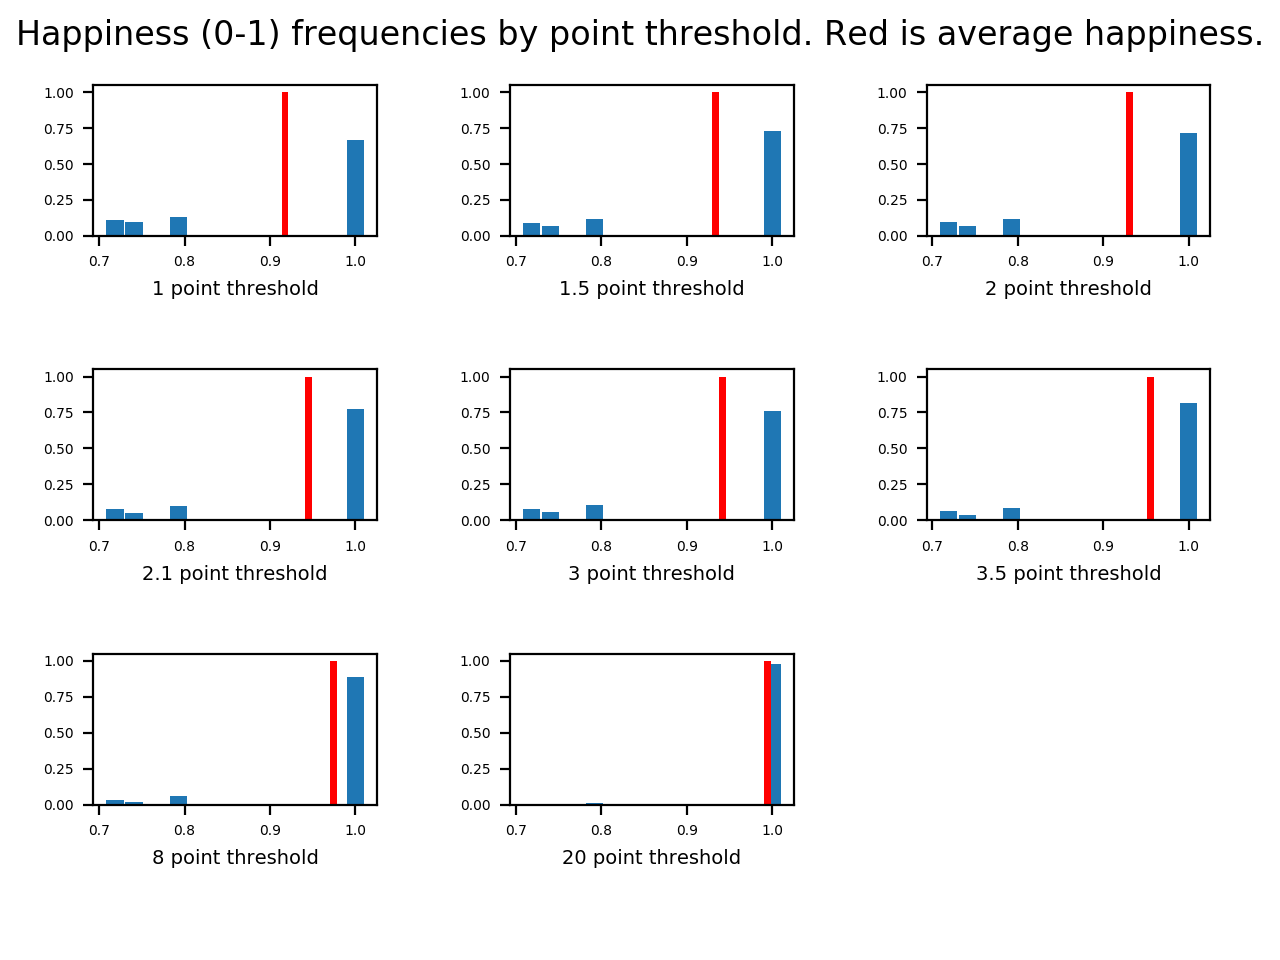 Happiness (0-1) frequencies by point threshold. Red is average happiness.
1.00 1.00 1.00
0.75 0.75 0.75
0.50 0.50 0.50
0.25 0.25 0.25
0.00 0.00 0.00
0.7 0.8 0.9 1.0 0.7 0.8 0.9 1.0 0.7 0.8 0.9 1.0
1 point threshold 1.5 point threshold 2 point threshold
1.00 1.00 1.00
0.75 0.75 0.75
0.50 0.50 0.50
0.25 0.25 0.25
0.00 0.00 0.00
0.7 0.8 0.9 1.0 0.7 0.8 0.9 1.0 0.7 0.8 0.9 1.0
2.1 point threshold 3 point threshold 3.5 point threshold
1.00 1.00
0.75 0.75
0.50 0.50
0.25 0.25
0.00 0.00
0.7 0.8 0.9 1.0 0.7 0.8 0.9 1.0
8 point threshold 20 point threshold